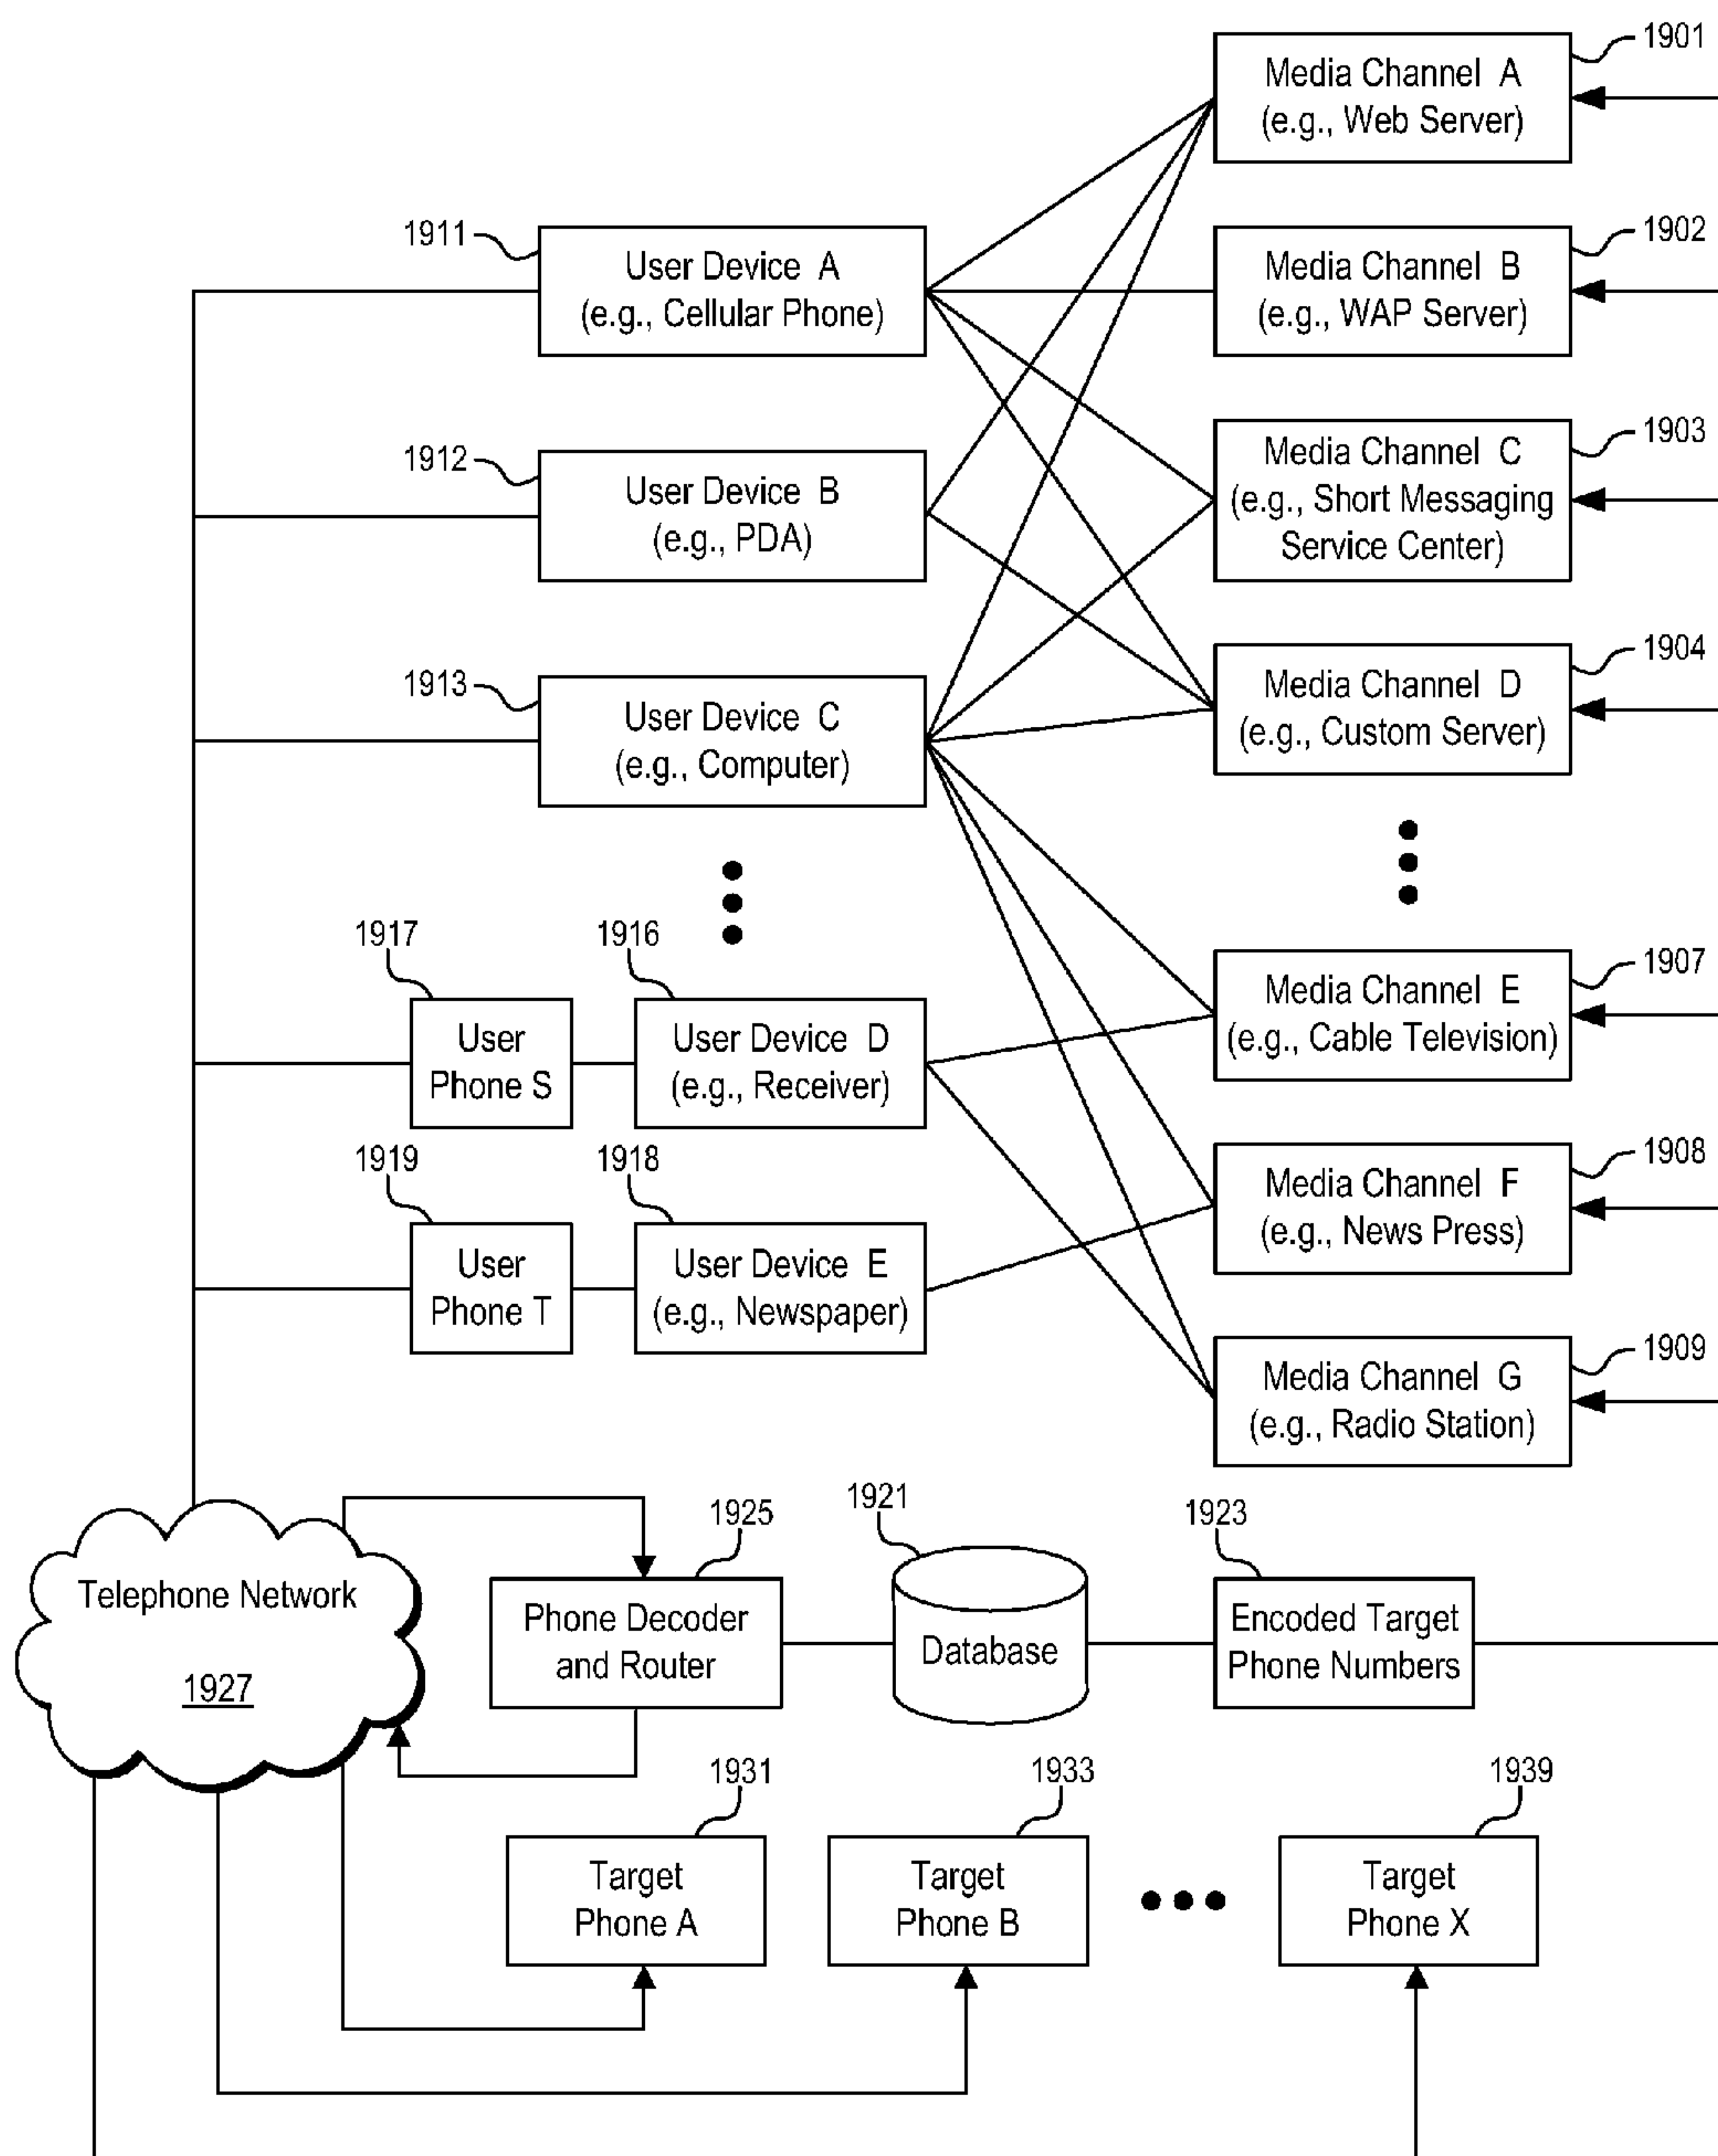 1901
Media Channel A
(e.g., Web Server)
1911
User Device A
(e.g., Cellular Phone)
1902
Media Channel B
(e.g., WAP Server)
1912
User Device B
(e.g., PDA)
1903
Media Channel C
(e.g., Short Messaging
Service Center)
1913
User Device C
(e.g., Computer)
1904
Media Channel D
(e.g., Custom Server)
1917
User
Phone S
1916
User Device D
(e.g., Receiver)
1907
Media Channel E
(e.g., Cable Television)
1919
User
Phone T
1918
User Device E
(e.g., Newspaper)
1908
Media Channel F
(e.g., News Press)
1909
Media Channel G
(e.g., Radio Station)
Telephone Network
1927
1925
Phone Decoder
and Router
1921
Database
1923
Encoded Target
Phone Numbers
1931
Target
Phone A
1933
Target
Phone B
1939
Target
Phone X